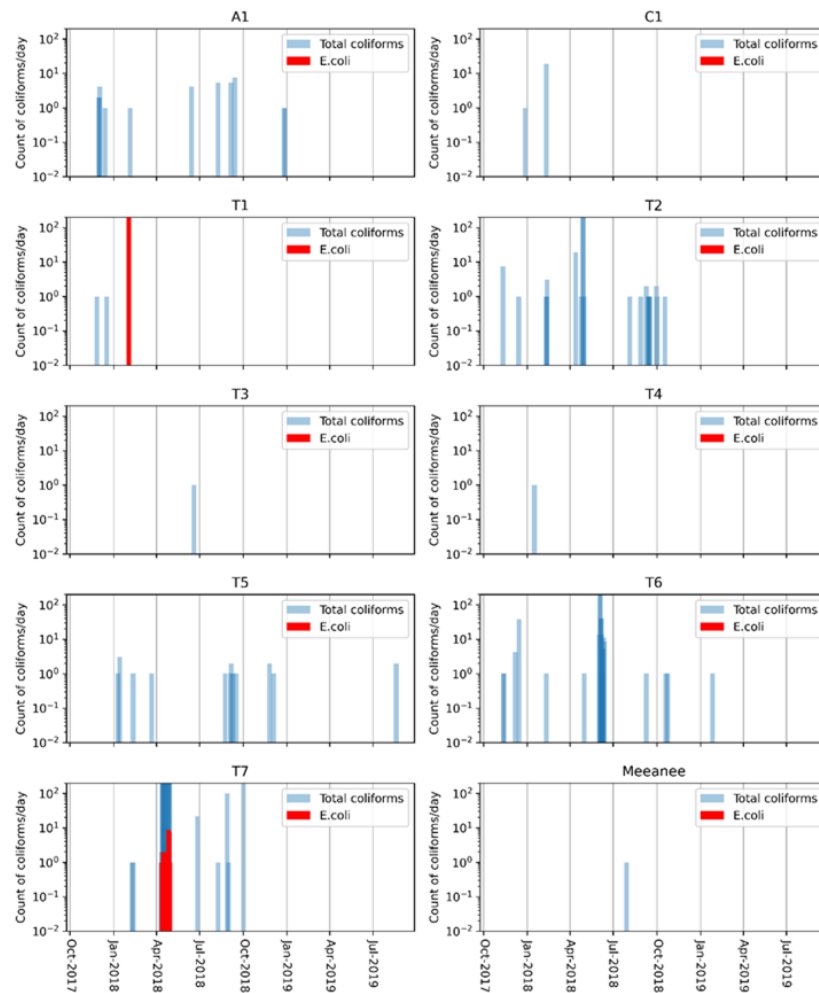 A1
Count of coliforms/day
10²
10¹
10⁰
10⁻¹
10⁻²
Total coliforms
E.coli
C1
Count of coliforms/day
10²
10¹
10⁰
10⁻¹
10⁻²
Total coliforms
E.coli
T1
Count of coliforms/day
10²
10¹
10⁰
10⁻¹
10⁻²
Total coliforms
E.coli
T2
Count of coliforms/day
10²
10¹
10⁰
10⁻¹
10⁻²
Total coliforms
E.coli
T3
Count of coliforms/day
10²
10¹
10⁰
10⁻¹
10⁻²
Total coliforms
E.coli
T4
Count of coliforms/day
10²
10¹
10⁰
10⁻¹
10⁻²
Total coliforms
E.coli
T5
Count of coliforms/day
10²
10¹
10⁰
10⁻¹
10⁻²
Total coliforms
E.coli
T6
Count of coliforms/day
10²
10¹
10⁰
10⁻¹
10⁻²
Total coliforms
E.coli
T7
Count of coliforms/day
10²
10¹
10⁰
10⁻¹
10⁻²
Total coliforms
E.coli
Oct-2017
Jan-2018
Apr-2018
Jul-2018
Oct-2018
Jan-2019
Apr-2019
Jul-2019
Meeanee
Count of coliforms/day
10²
10¹
10⁰
10⁻¹
10⁻²
Total coliforms
E.coli
Oct-2017
Jan-2018
Apr-2018
Jul-2018
Oct-2018
Jan-2019
Apr-2019
Jul-2019